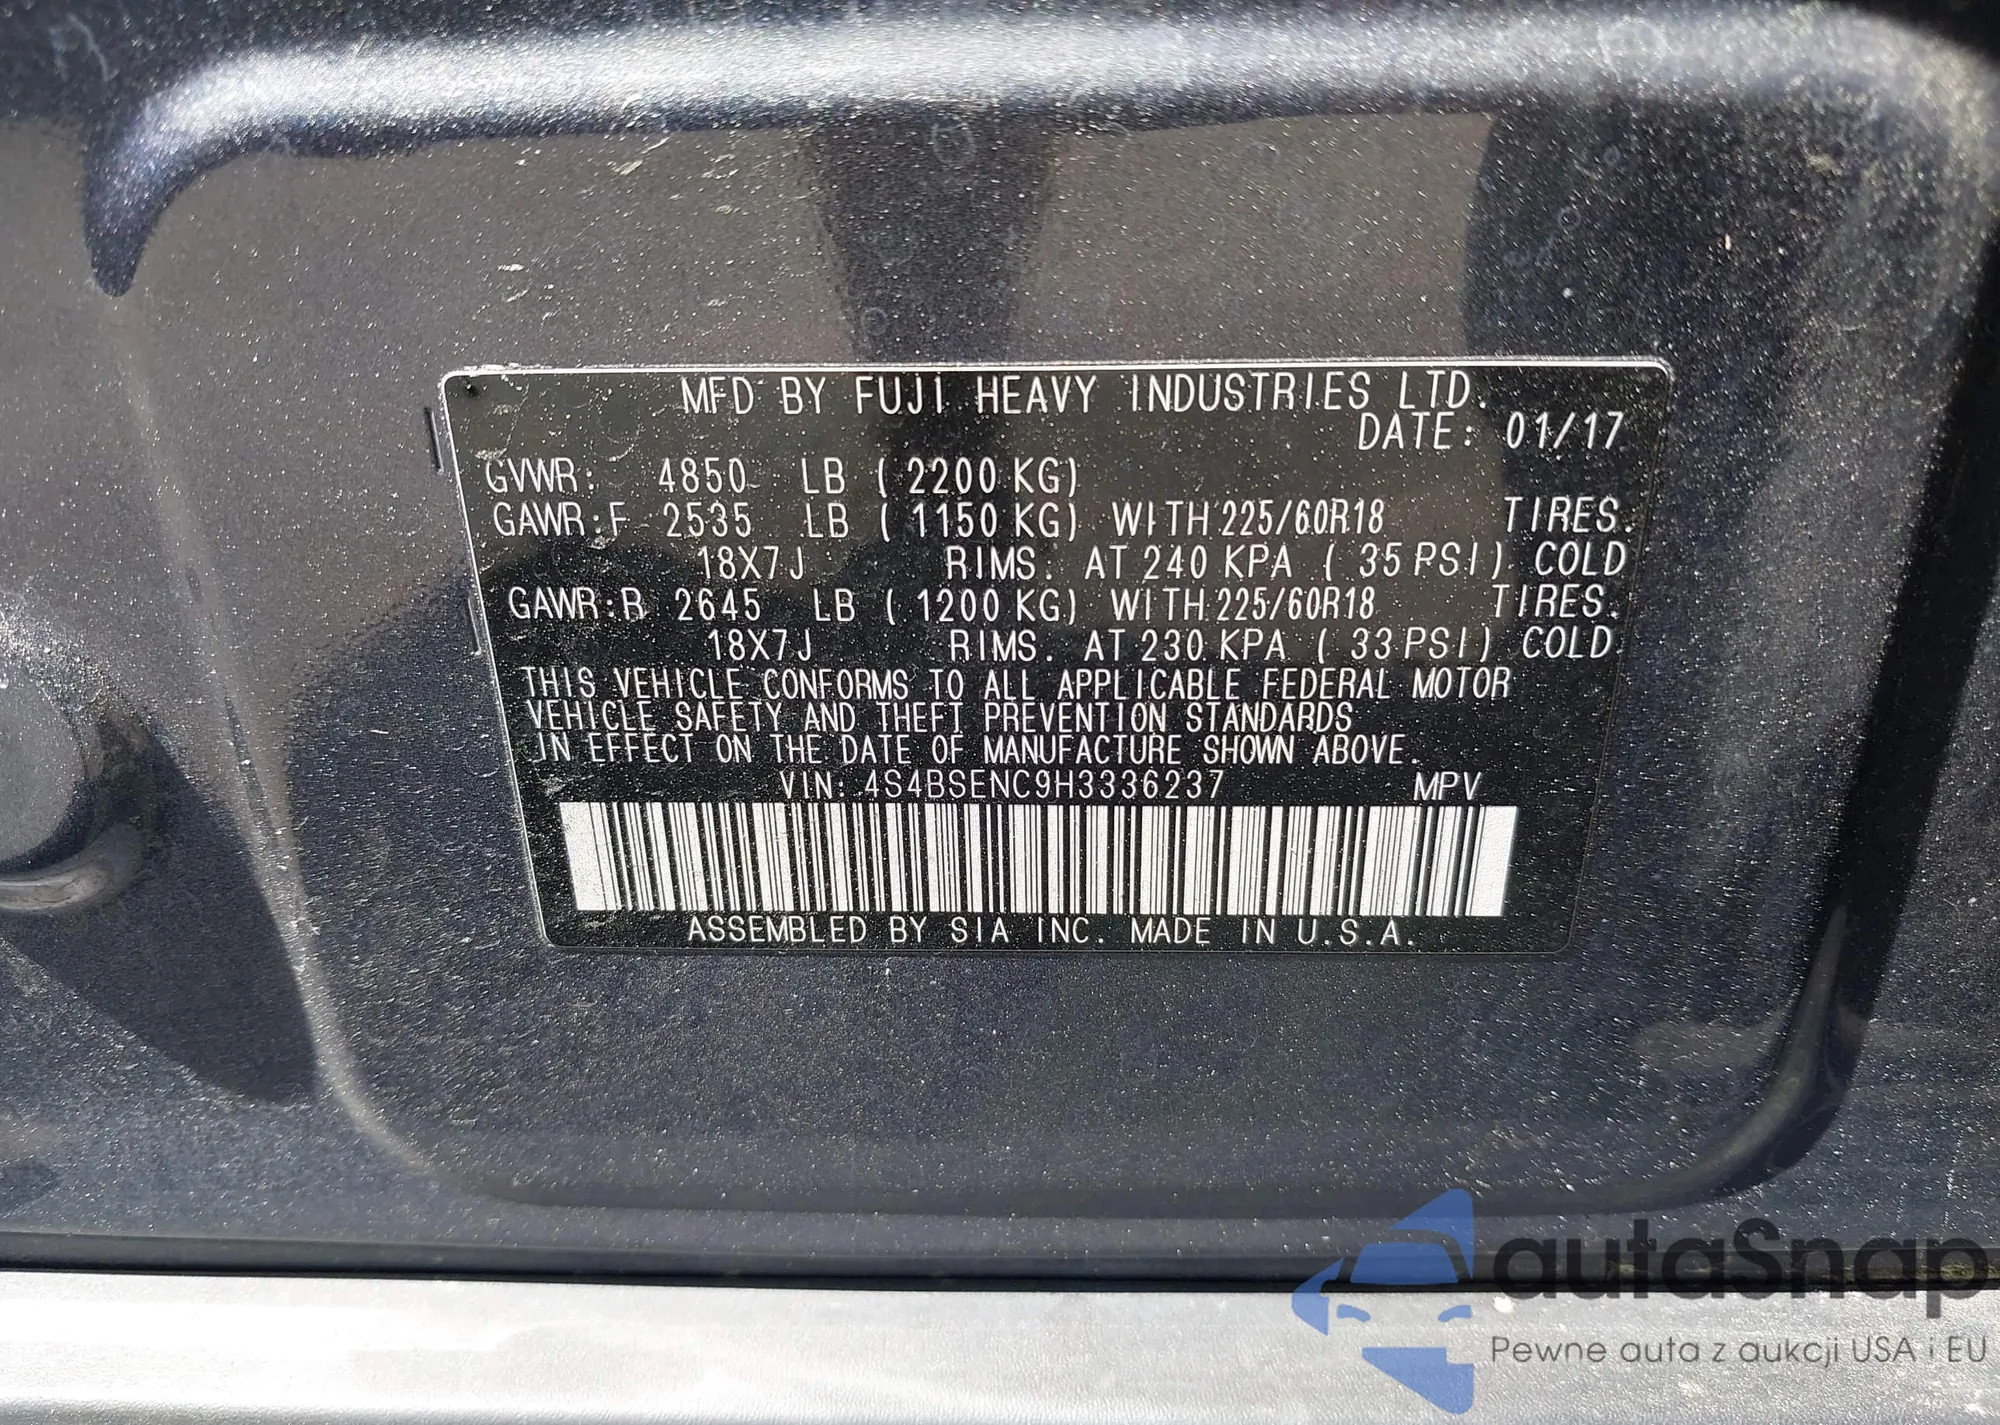 MFD BY FUJI HEAVY INDUSTRIES LTD.
DATE: 01/17
GVWR: 4850 LB ( 2200 KG)
GAWR:F 2535 LB ( 1150 KG) WITH 225/60R18 TIRES.
18X7J RIMS. AT 240 KPA ( 35 PSI) COLD
GAWR:R 2645 LB ( 1200 KG) WITH 225/60R18 TIRES.
18X7J RIMS. AT 230 KPA ( 33 PSI) COLD
THIS VEHICLE CONFORMS TO ALL APPLICABLE FEDERAL MOTOR
VEHICLE SAFETY AND THEFT PREVENTION STANDARDS
IN EFFECT ON THE DATE OF MANUFACTURE SHOWN ABOVE.
VIN: 4S4BSENC9H3336237 MPV
ASSEMBLED BY SIA INC. MADE IN U.S.A.
autaSnap
Pewne auta z aukcji USA i EU